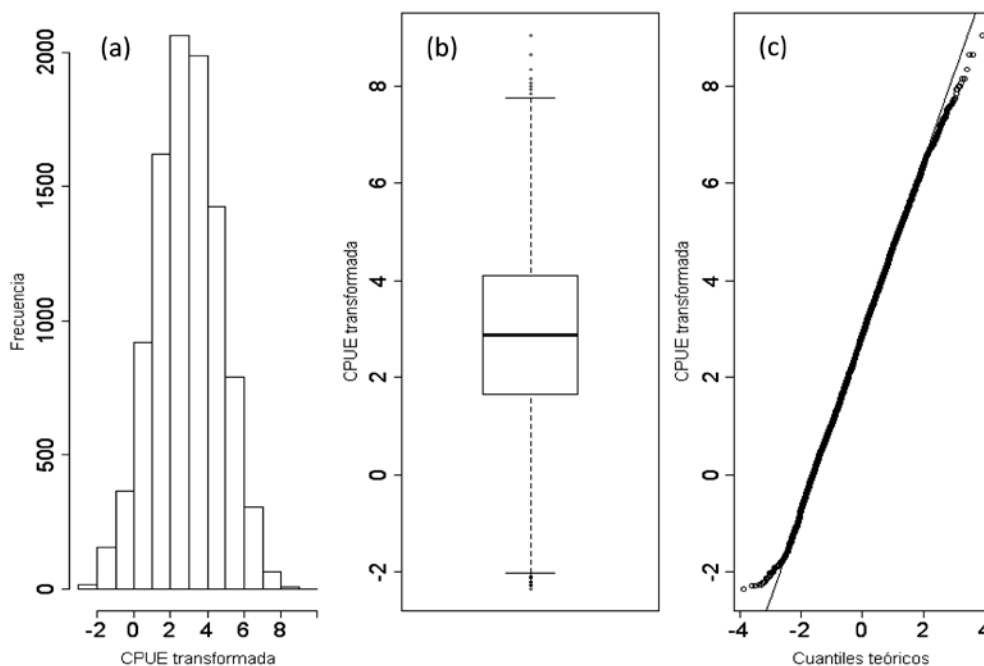 (a)
Frecuencia
2000
1500
1000
500
0
-2 0 2 4 6 8
CPUE transformada
(b)
CPUE transformada
8
6
4
2
0
-2
(c)
CPUE transformada
8
6
4
2
0
-2
-4 -2 0 2 4
Cuantiles teóricos